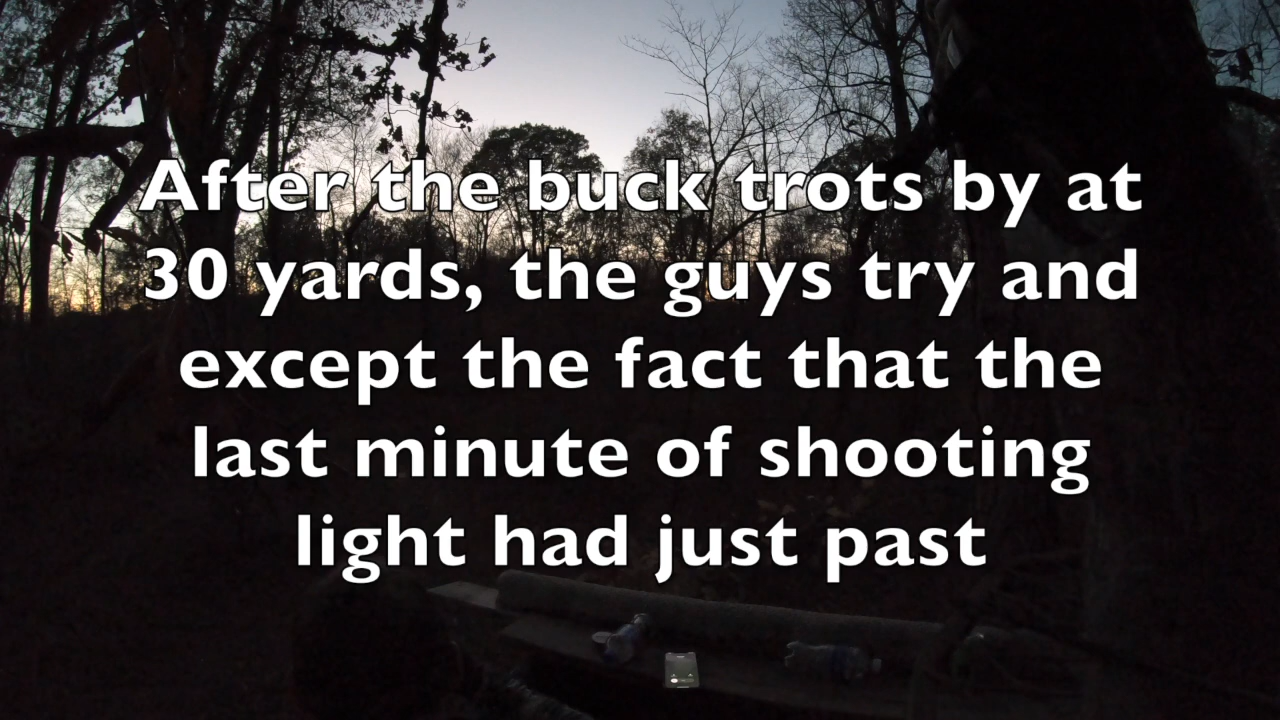 After the buck trots by at
30 yards, the guys try and
except the fact that the
last minute of shooting
light had just past